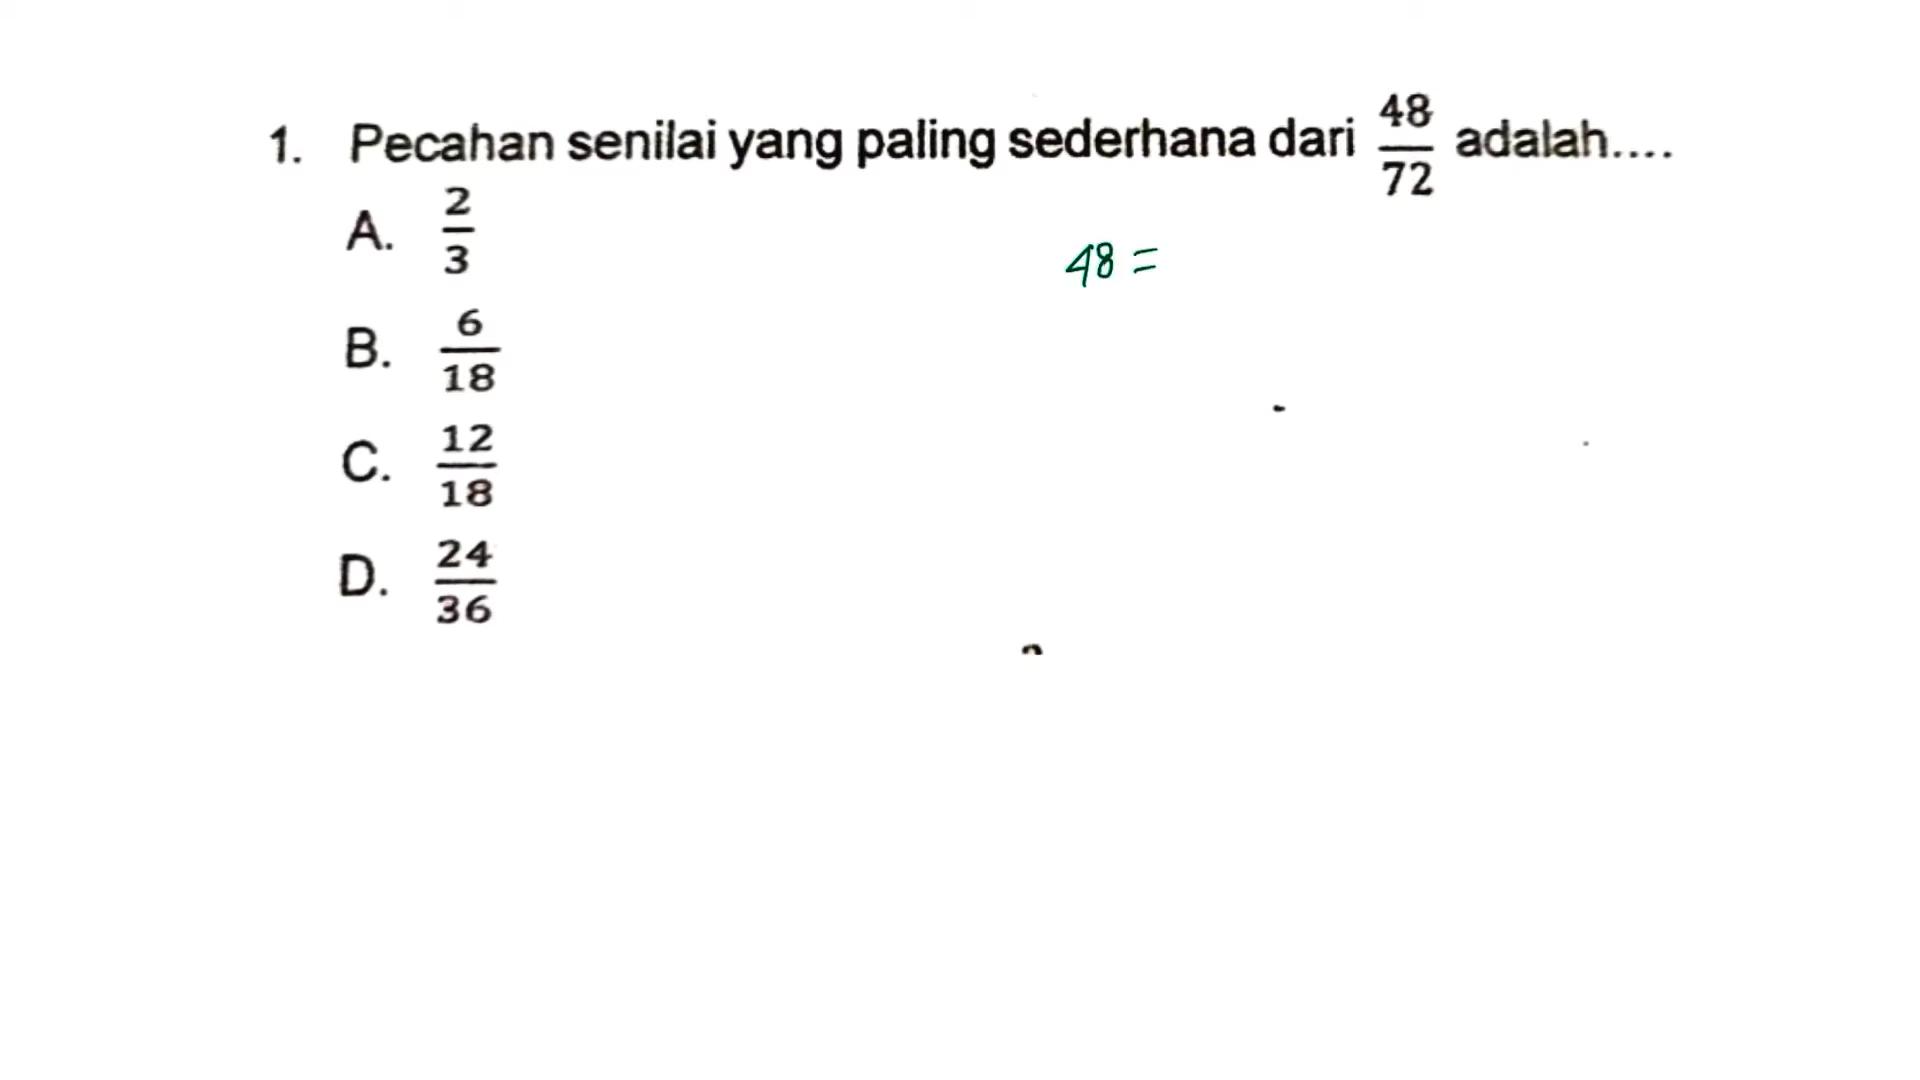 1. Pecahan senilai yang paling sederhana dari 48/72 adalah....
A. 2/3
48 =
B. 6/18
C. 12/18
D. 24/36